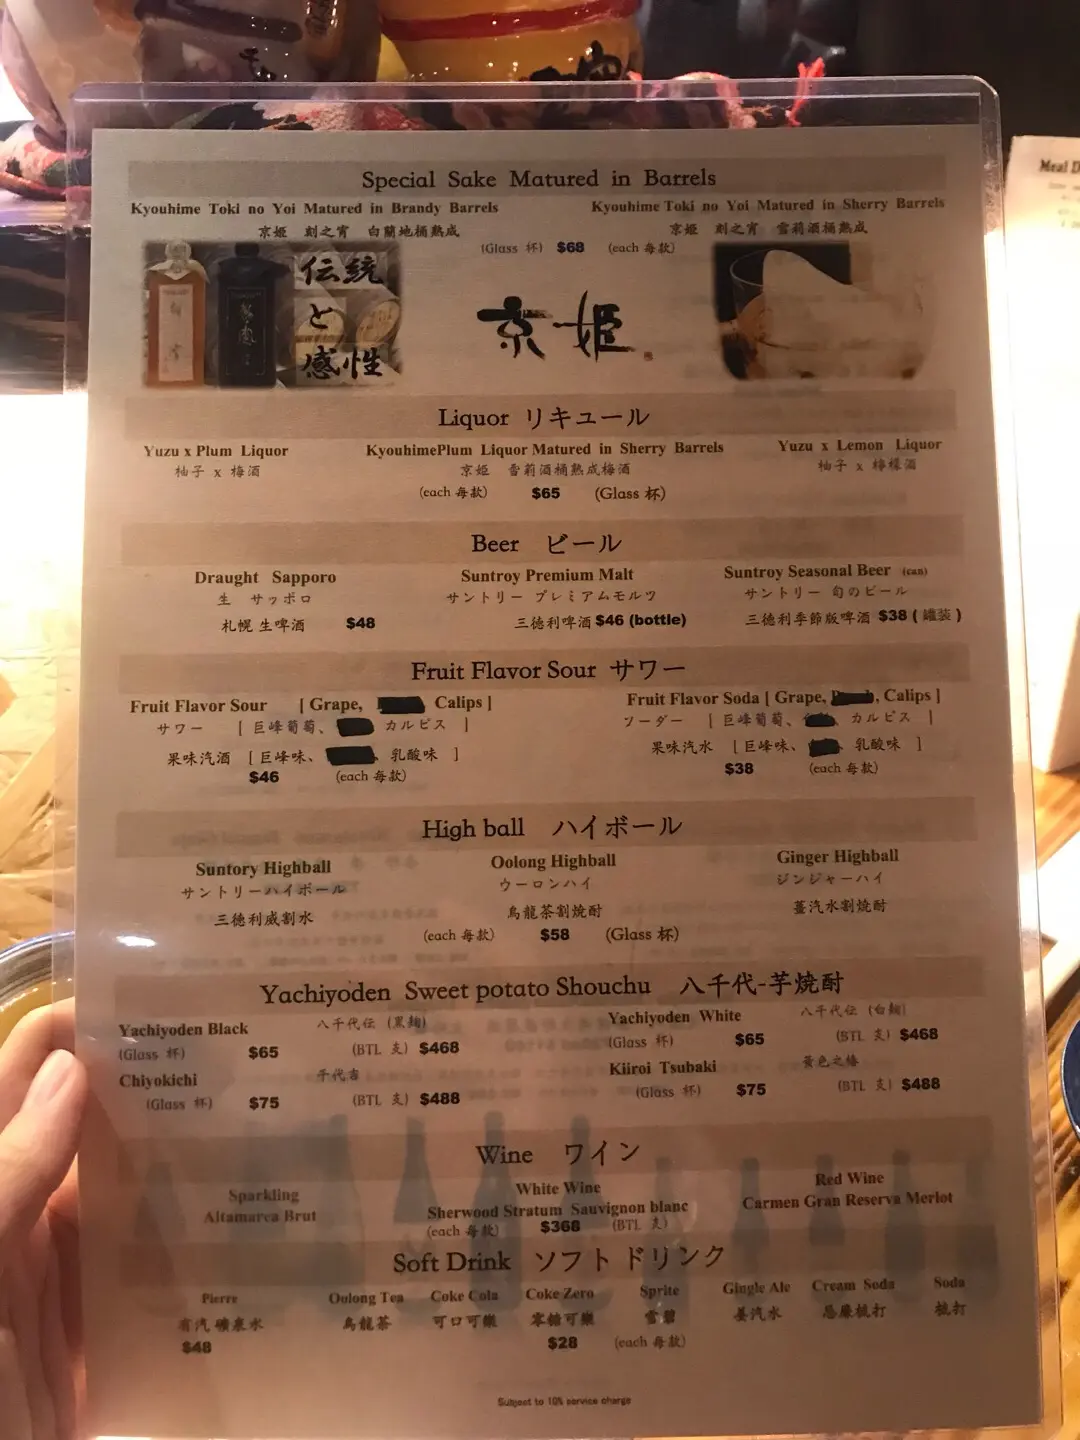 Special Sake Matured in Barrels
Kyouhime Toki no Yoi Matured in Brandy Barrels
Kyouhime Toki no Yoi Matured in Sherry Barrels
京姫 刻之宵 白蘭地桶熟成
京姫 刻之宵 雪莉酒桶熟成
(Glass 杯) $68 (each 每款)
伝統
と
感性
京姫
Liquor リキュール
Yuzu x Plum Liquor
柚子 x 梅酒
KyouhimePlum Liquor Matured in Sherry Barrels
京姫 雪莉酒桶熟成梅酒
Yuzu x Lemon Liquor
柚子 x 檸檬酒
(each 每款) $65 (Glass 杯)
Beer ビール
Draught Sapporo
生 サッポロ
札幌生啤酒 $48
Suntroy Premium Malt
サントリー プレミアムモルツ
三德利啤酒 $46 (bottle)
Suntroy Seasonal Beer (can)
サントリー 旬のビール
三德利季節版啤酒 $38 ( 罐装 )
Fruit Flavor Sour サワー
Fruit Flavor Sour [ Grape, Calips ]
サワー [ 巨峰葡萄、 カルピス ]
果味汽酒 [ 巨峰味、 、乳酸味 ]
$46 (each 每款)
Fruit Flavor Soda [ Grape, , Calips ]
ソーダー [ 巨峰葡萄、 、カルピス ]
果味汽水 [ 巨峰味、 、乳酸味 ]
$38 (each 每款)
High ball ハイボール
Suntory Highball
サントリーハイボール
三德利威割水
Oolong Highball
ウーロンハイ
烏龍茶割焼酎
Ginger Highball
ジンジャーハイ
薑汽水割焼酎
(each 每款) $58 (Glass 杯)
Yachiyoden Sweet potato Shouchu 八千代-芋焼酎
Yachiyoden Black 八千代伝 (黒麹)
(Glass 杯) $65 (BTL 支) $468
Yachiyoden White 八千代伝 (白麹)
(Glass 杯) $65 (BTL 支) $468
Chiyokichi 千代吉
(Glass 杯) $75 (BTL 支) $488
Kiiroi Tsubaki 黃色之椿
(Glass 杯) $75 (BTL 支) $488
Wine ワイン
Sparkling
Altamarca Brut
White Wine
Sherwood Stratum Sauvignon blanc
Red Wine
Carmen Gran Reserva Merlot
(each 每款) $368 (BTL 支)
Soft Drink ソフトドリンク
Pierre
有汽礦泉水
$48
Oolong Tea
烏龍茶
Coke Cola
可口可樂
Coke Zero
零糖可樂
Sprite
雪碧
Gingle Ale
姜汽水
Cream Soda
忌廉梳打
Soda
梳打
$28 (each 每款)
Subject to 10% service charge
Meal D